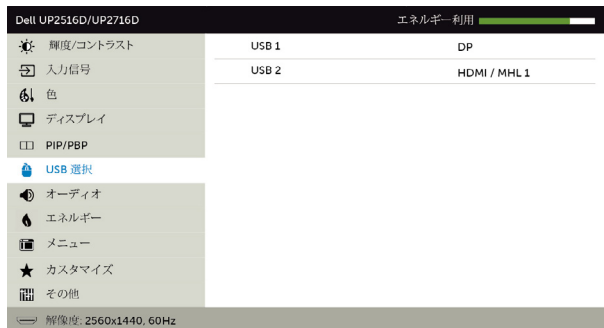 Dell UP2516D/UP2716D エネルギー利用
輝度/コントラスト USB 1 DP
入力信号 USB 2 HDMI / MHL 1
色
ディスプレイ
PIP/PBP
USB 選択
オーディオ
エネルギー
メニュー
カスタマイズ
その他
解像度: 2560x1440, 60Hz